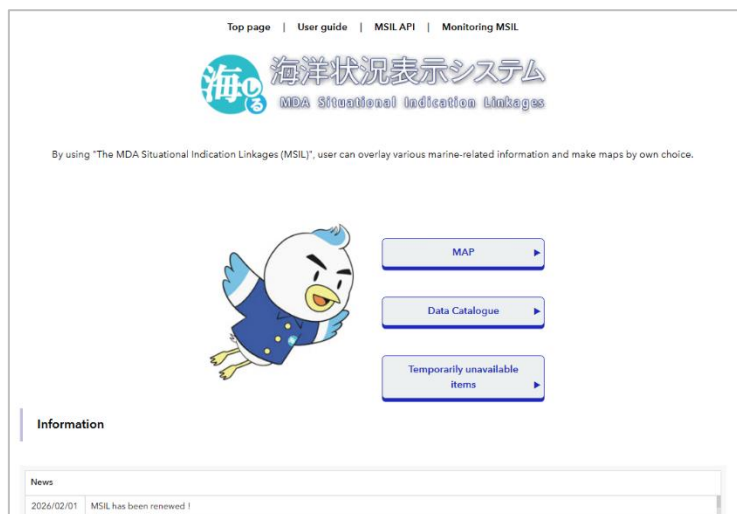 Top page | User guide | MSIL API | Monitoring MSIL
海しる
海洋状況表示システム
MDA Situational Indication Linkages
By using "The MDA Situational Indication Linkages (MSIL)", user can overlay various marine-related information and make maps by own choice.
MAP
Data Catalogue
Temporarily unavailable
items
Information
News
2026/02/01 MSIL has been renewed !